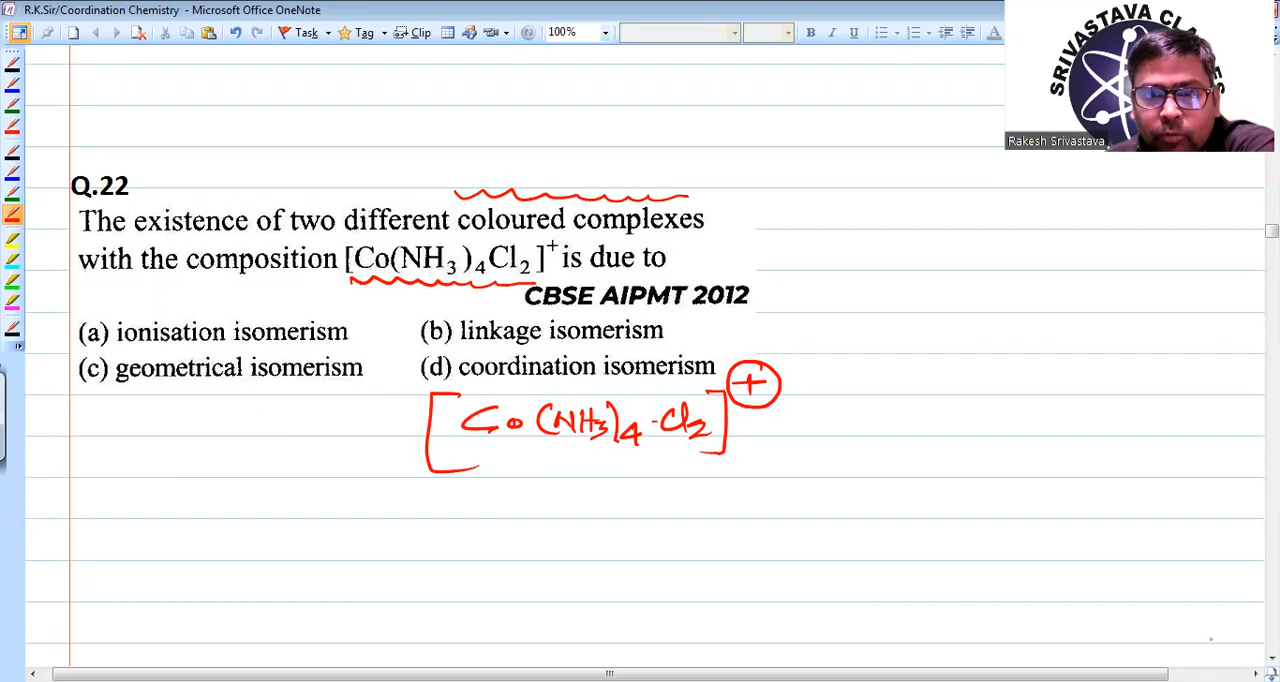 R.K.Sir/Coordination Chemistry - Microsoft Office OneNote
Task Tag Clip 100% B I U A
SRIVASTAVA CLASSES
Rakesh Srivastava
Q.22
The existence of two different coloured complexes
with the composition [Co(NH₃)₄Cl₂]⁺ is due to
CBSE AIPMT 2012
(a) ionisation isomerism (b) linkage isomerism
(c) geometrical isomerism (d) coordination isomerism
[Co(NH₃)₄·Cl₂]⁺